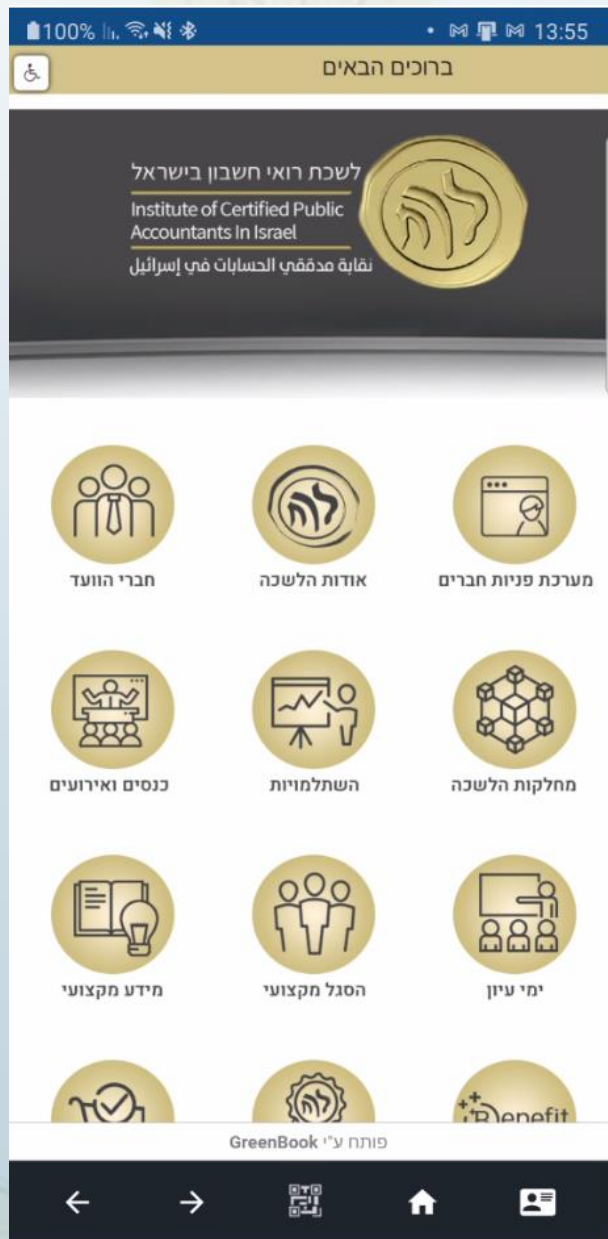 100% 13:55
ברוכים הבאים
לשכת רואי חשבון בישראל
Institute of Certified Public
Accountants In Israel
نقابة مدققي الحسابات في إسرائيل
מערכת פניות חברים
אודות הלשכה
חברי הוועד
מחלקות הלשכה
השתלמויות
כנסים ואירועים
ימי עיון
הסגל מקצועי
מידע מקצועי
Benefit
פותח ע"י GreenBook